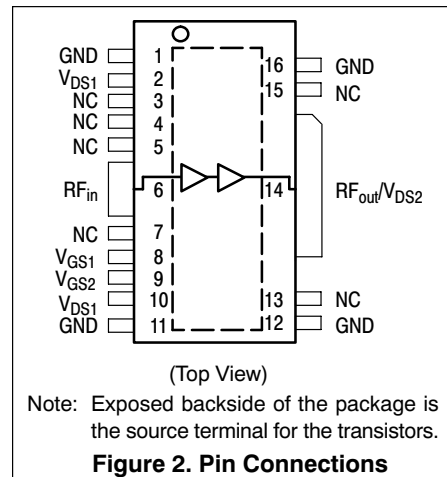 GND 1 16 GND
VDS1 2 15 NC
NC 3
NC 4
NC 5
RFin 6 14 RFout/VDS2
NC 7
VGS1 8
VGS2 9
VDS1 10 13 NC
GND 11 12 GND
(Top View)
Note: Exposed backside of the package is
the source terminal for the transistors.
Figure 2. Pin Connections